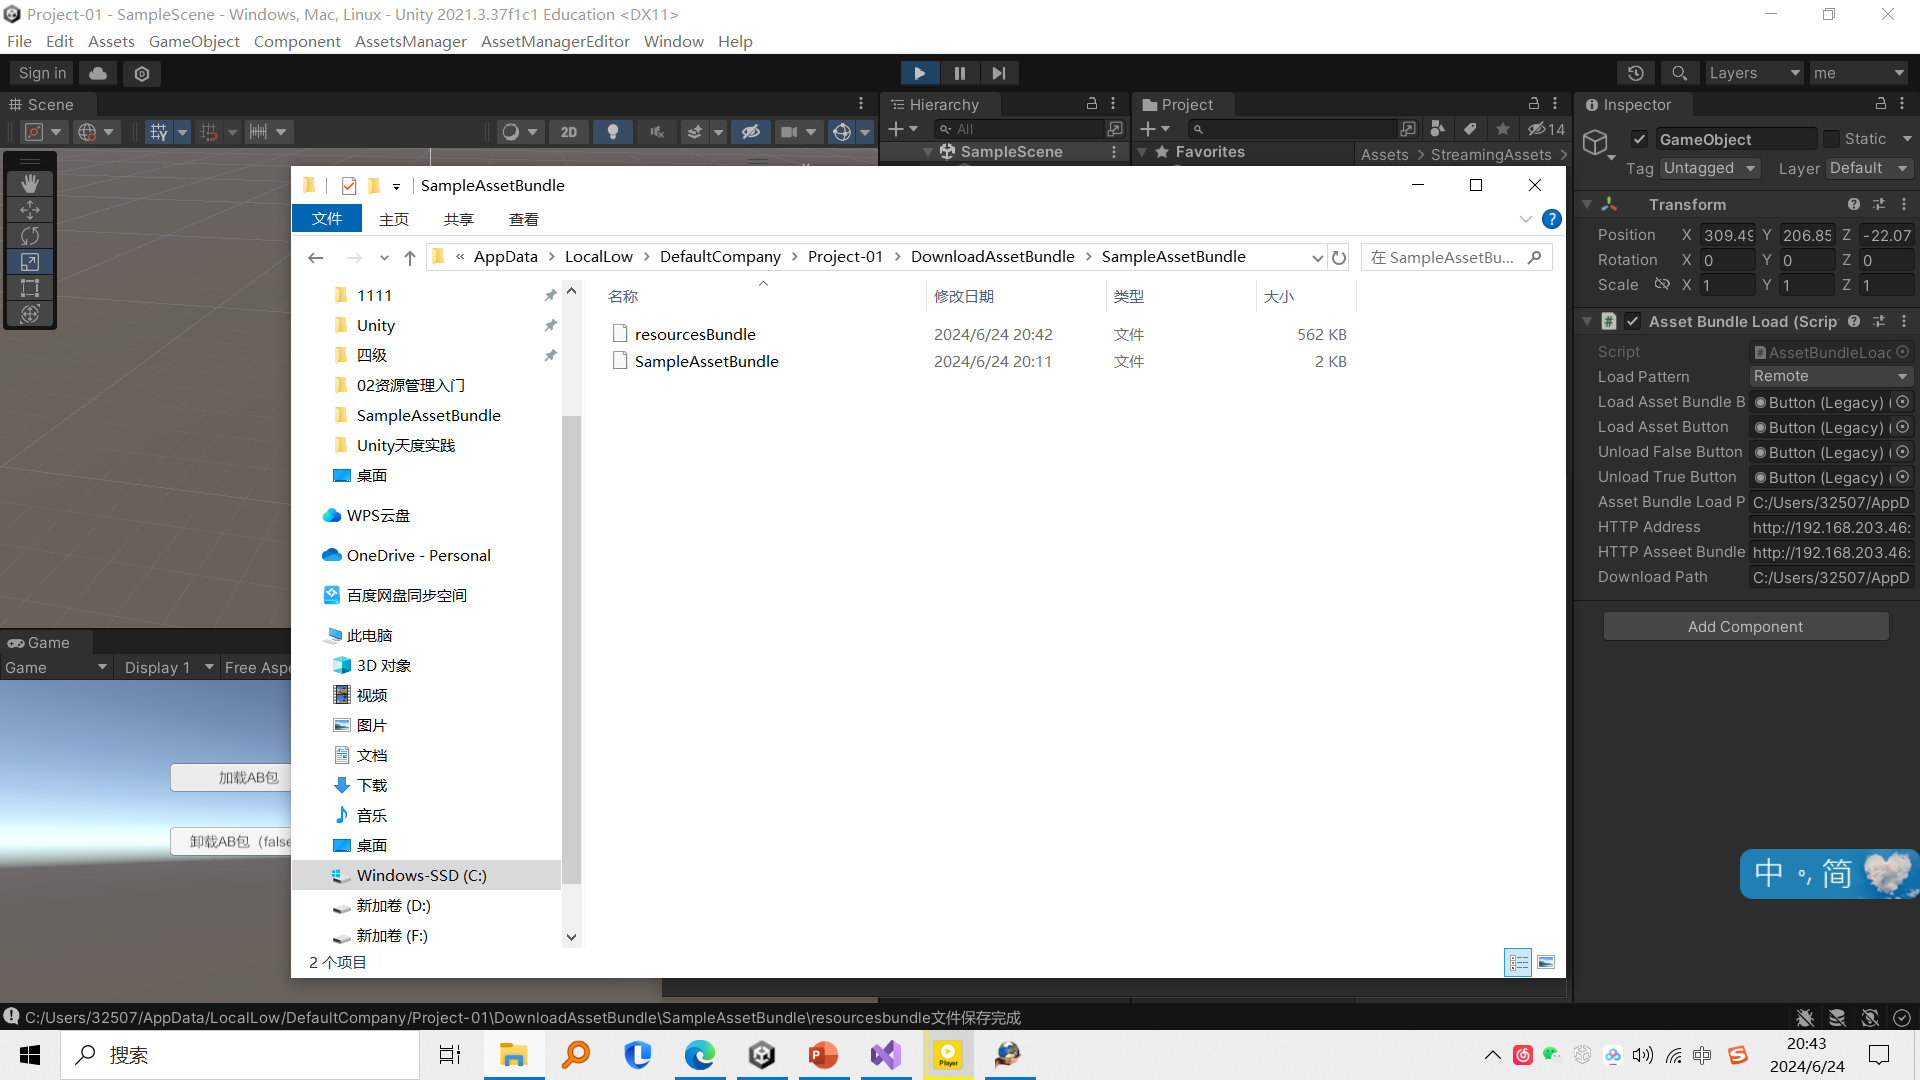 Project-01 - SampleScene - Windows, Mac, Linux - Unity 2021.3.37f1c1 Education <DX11>
File Edit Assets GameObject Component AssetsManager AssetManagerEditor Window Help
Sign in
Layers
me
Scene
Hierarchy
Project
Inspector
2D
All
14
SampleScene
Favorites
Assets > StreamingAssets >
GameObject
Static
Tag Untagged Layer Default
Transform
Position X 309.49 Y 206.85 Z -22.07
Rotation X 0 Y 0 Z 0
Scale X 1 Y 1 Z 1
Asset Bundle Load (Scrip
Script AssetBundleLoad
Load Pattern Remote
Load Asset Bundle B Button (Legacy) (
Load Asset Button Button (Legacy) (
Unload False Button Button (Legacy) (
Unload True Button Button (Legacy) (
Asset Bundle Load P C:/Users/32507/AppD
HTTP Address http://192.168.203.46:
HTTP Asseet Bundle http://192.168.203.46:
Download Path C:/Users/32507/AppD
Add Component
SampleAssetBundle
文件 主页 共享 查看
« AppData > LocalLow > DefaultCompany > Project-01 > DownloadAssetBundle > SampleAssetBundle
在 SampleAssetBu...
名称 修改日期 类型 大小
resourcesBundle 2024/6/24 20:42 文件 562 KB
SampleAssetBundle 2024/6/24 20:11 文件 2 KB
1111
Unity
四级
02资源管理入门
SampleAssetBundle
Unity天度实践
桌面
WPS云盘
OneDrive - Personal
百度网盘同步空间
此电脑
3D 对象
视频
图片
文档
下载
音乐
桌面
Windows-SSD (C:)
新加卷 (D:)
新加卷 (F:)
2 个项目
Game
Game Display 1 Free Aspe
加载AB包
卸载AB包（false
中 °, 简
C:/Users/32507/AppData/LocalLow/DefaultCompany/Project-01\DownloadAssetBundle\SampleAssetBundle\resourcesbundle文件保存完成
搜索
Player
中
20:43
2024/6/24